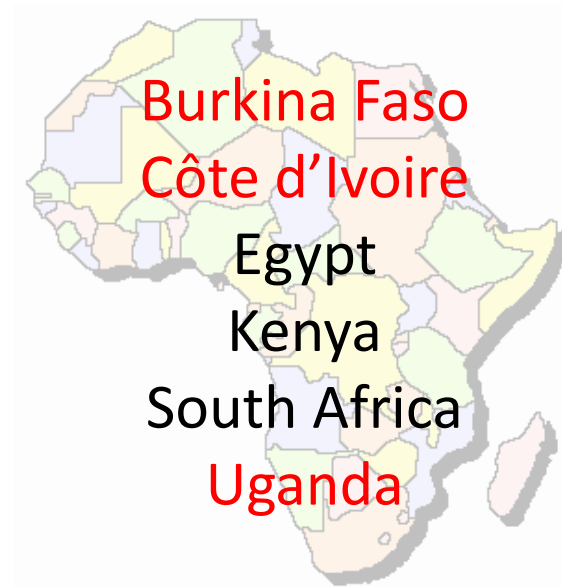 Burkina Faso
Côte d’Ivoire
Egypt
Kenya
South Africa
Uganda